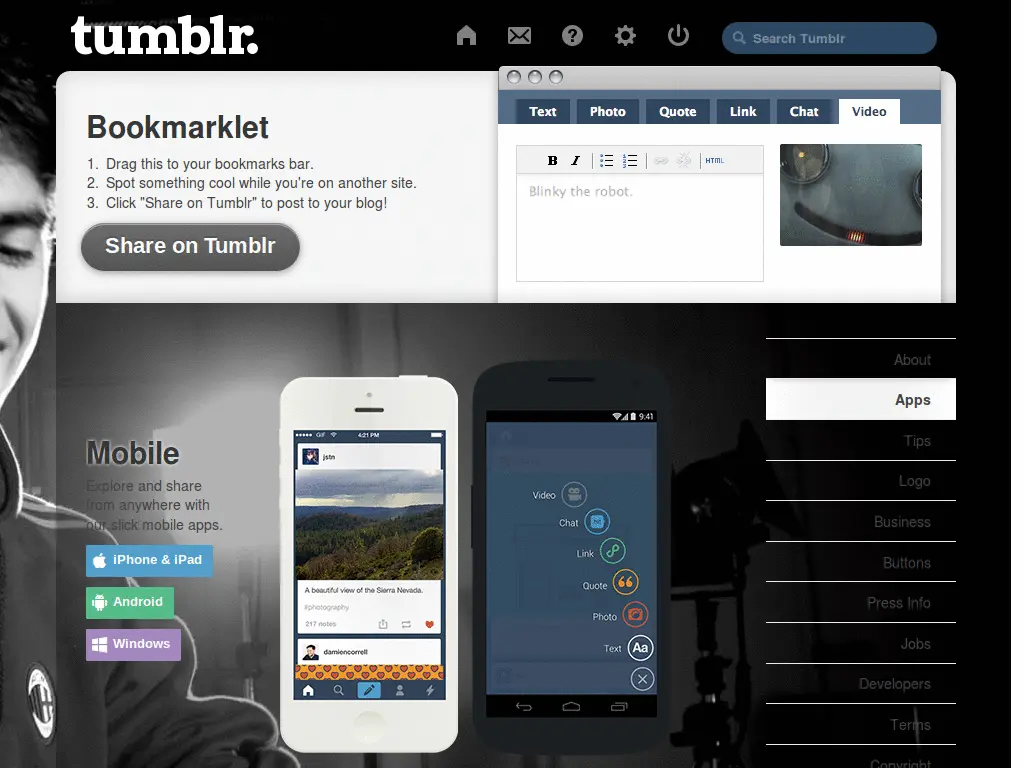 tumblr.
Search Tumblr
Bookmarklet
1. Drag this to your bookmarks bar.
2. Spot something cool while you're on another site.
3. Click "Share on Tumblr" to post to your blog!
Share on Tumblr
Text Photo Quote Link Chat Video
B I HTML
Blinky the robot.
About
Apps
Tips
Logo
Business
Buttons
Press Info
Jobs
Developers
Terms
Copyright
Mobile
Explore and share
from anywhere with
our slick mobile apps.
iPhone & iPad
Android
Windows
GIF 4:21 PM
jstn
A beautiful view of the Sierra Nevada.
#photography
217 notes
damiencorrell
9:41
Video
Chat
Link
Quote
Photo
Text Aa